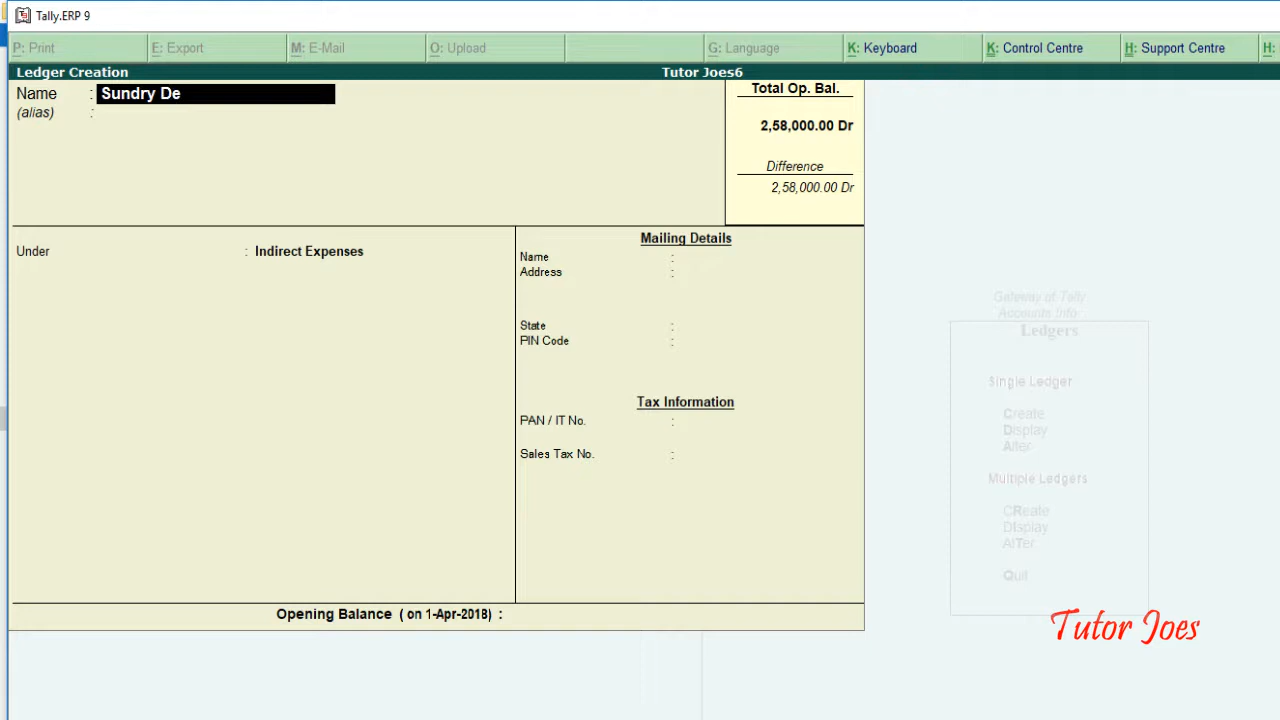 Tally.ERP 9
P: Print E: Export M: E-Mail O: Upload G: Language K: Keyboard K: Control Centre H: Support Centre H:
Ledger Creation Tutor Joes6
Name : Sundry De
(alias) :
Total Op. Bal.
2,58,000.00 Dr
Difference
2,58,000.00 Dr
Under : Indirect Expenses
Mailing Details
Name :
Address :
State :
PIN Code :
Tax Information
PAN / IT No. :
Sales Tax No. :
Opening Balance ( on 1-Apr-2018) :
Gateway of Tally
Accounts Info.
Ledgers
Single Ledger
Create
Display
Alter
Multiple Ledgers
CReate
DIsplay
AlTer
Quit
Tutor Joes